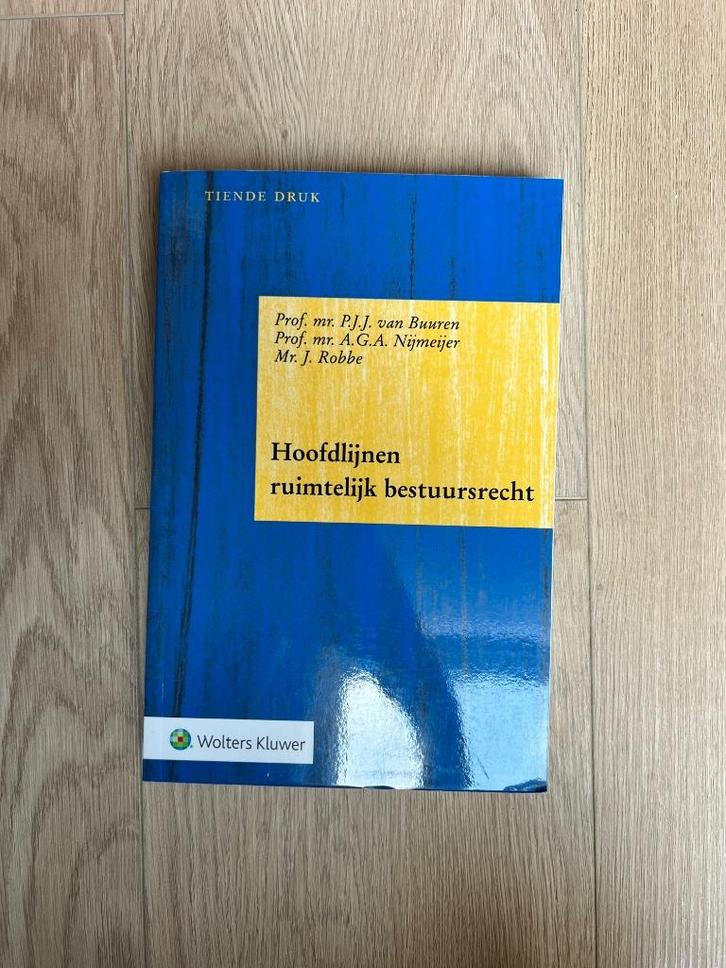 TIENDE DRUK
Prof. mr. P.J.J. van Buuren
Prof. mr. A.G.A. Nijmeijer
Mr. J. Robbe
Hoofdlijnen
ruimtelijk bestuursrecht
Wolters Kluwer